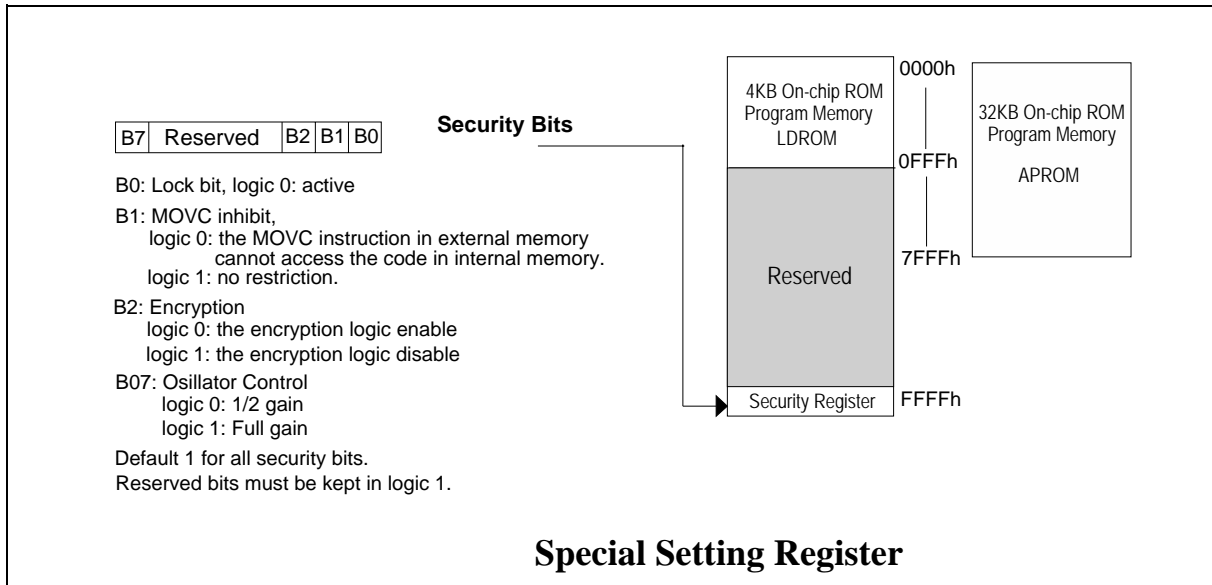 B7 Reserved B2 B1 B0
Security Bits
B0: Lock bit, logic 0: active
B1: MOVC inhibit,
logic 0: the MOVC instruction in external memory
cannot access the code in internal memory.
logic 1: no restriction.
B2: Encryption
logic 0: the encryption logic enable
logic 1: the encryption logic disable
B07: Osillator Control
logic 0: 1/2 gain
logic 1: Full gain
Default 1 for all security bits.
Reserved bits must be kept in logic 1.
4KB On-chip ROM
Program Memory
LDROM
Reserved
Security Register
0000h
0FFFh
7FFFh
FFFFh
32KB On-chip ROM
Program Memory
APROM
Special Setting Register